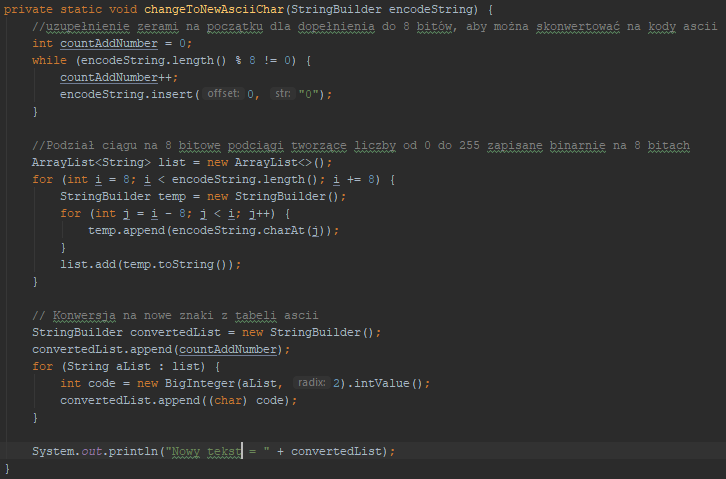 private static void changeToNewAsciiChar(StringBuilder encodeString) {
//uzupełnienie zerami na początku dla dopełnienia do 8 bitów, aby można skonwertować na kody ascii
int countAddNumber = 0;
while (encodeString.length() % 8 != 0) {
countAddNumber++;
encodeString.insert( offset: 0, str: "0");
}
//Podział ciągu na 8 bitowe podciągi tworzące liczby od 0 do 255 zapisane binarnie na 8 bitach
ArrayList<String> list = new ArrayList<>();
for (int i = 8; i < encodeString.length(); i += 8) {
StringBuilder temp = new StringBuilder();
for (int j = i - 8; j < i; j++) {
temp.append(encodeString.charAt(j));
}
list.add(temp.toString());
}
// Konwersja na nowe znaki z tabeli ascii
StringBuilder convertedList = new StringBuilder();
convertedList.append(countAddNumber);
for (String aList : list) {
int code = new BigInteger(aList, radix: 2).intValue();
convertedList.append((char) code);
}
System.out.println("Nowy tekst = " + convertedList);
}